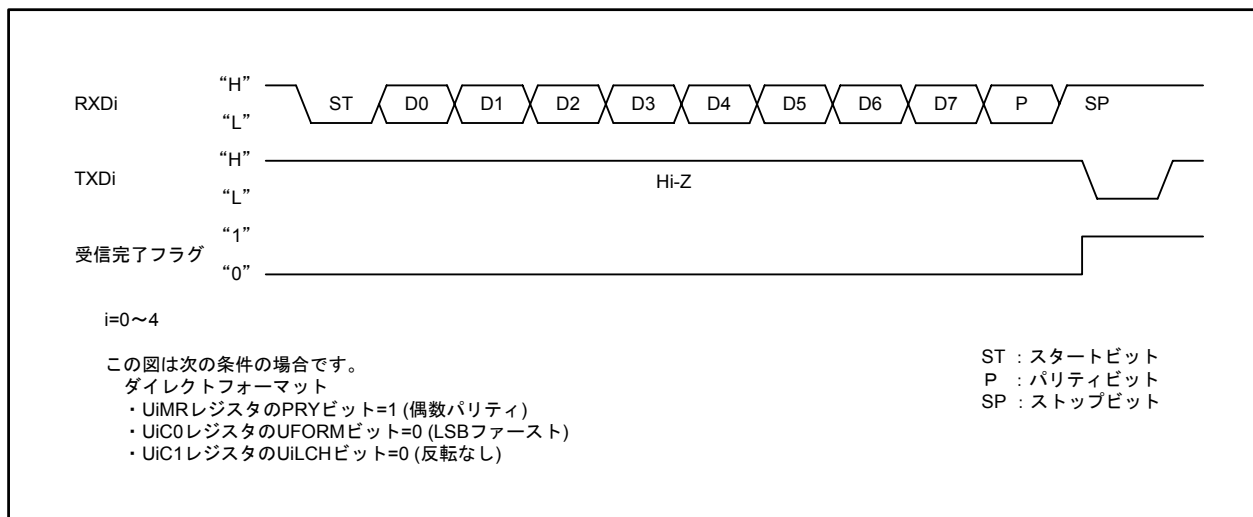 RXDi “H” “L” ST D0 D1 D2 D3 D4 D5 D6 D7 P SP
TXDi “H” “L” Hi-Z
受信完了フラグ “1” “0”
i=0～4
この図は次の条件の場合です。
ダイレクトフォーマット
・UiMRレジスタのPRYビット=1 (偶数パリティ)
・UiC0レジスタのUFORMビット=0 (LSBファースト)
・UiC1レジスタのUiLCHビット=0 (反転なし)
ST : スタートビット
P : パリティビット
SP : ストップビット